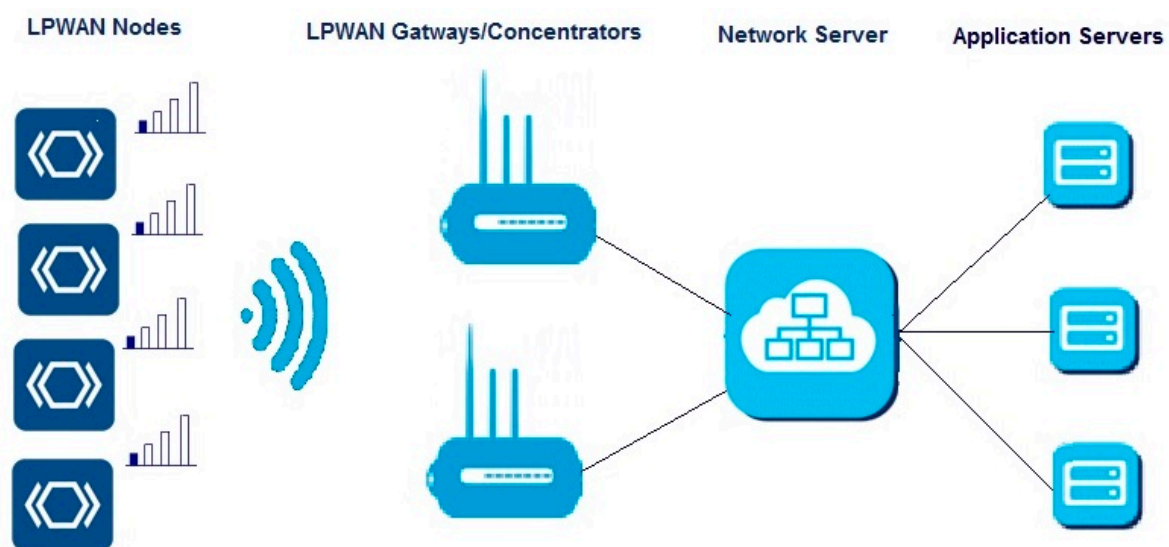 LPWAN Nodes
LPWAN Gatways/Concentrators
Network Server
Application Servers